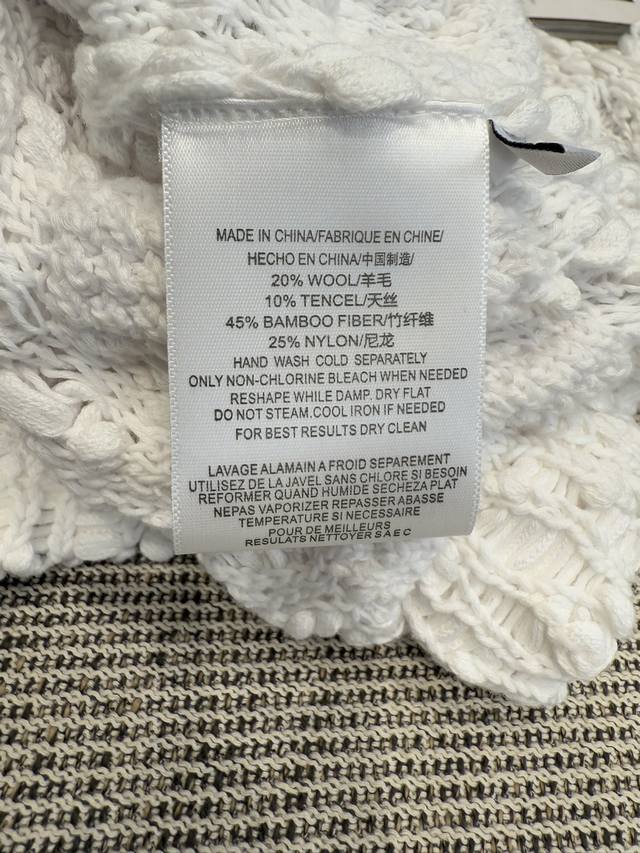 MADE IN CHINA/FABRIQUE EN CHINE/
HECHO EN CHINA/中国制造/
20% WOOL/羊毛
10% TENCEL/天丝
45% BAMBOO FIBER/竹纤维
25% NYLON/尼龙
HAND WASH COLD SEPARATELY
ONLY NON-CHLORINE BLEACH WHEN NEEDED
RESHAPE WHILE DAMP. DRY FLAT
DO NOT STEAM.COOL IRON IF NEEDED
FOR BEST RESULTS DRY CLEAN
LAVAGE ALAMAIN A FROID SEPAREMENT
UTILISEZ DE LA JAVEL SANS CHLORE SI BESOIN
REFORMER QUAND HUMIDE SECHEZA PLAT
NEPAS VAPORIZER REPASSER ABASSE
TEMPERATURE SI NECESSAIRE
POUR DE MEILLEURS
RESULATS NETTOYER S A E C